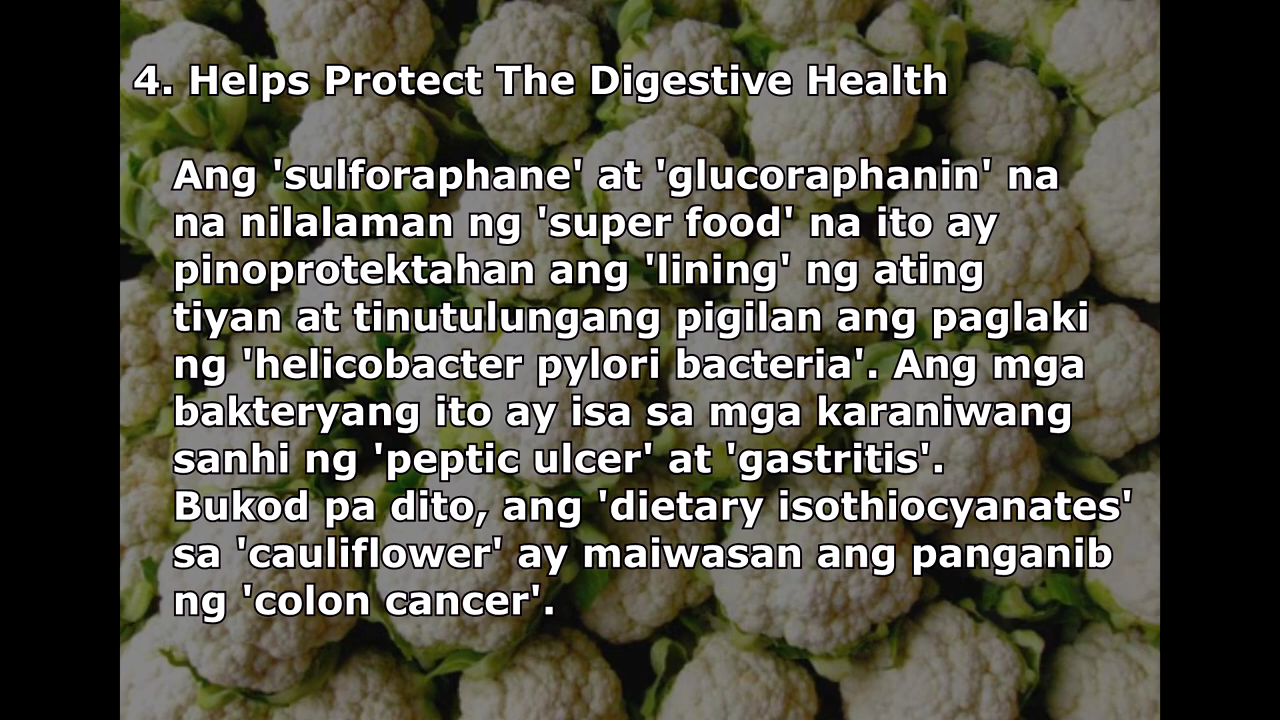 4. Helps Protect The Digestive Health
Ang 'sulforaphane' at 'glucoraphanin' na
na nilalaman ng 'super food' na ito ay
pinoprotektahan ang 'lining' ng ating
tiyan at tinutulungang pigilan ang paglaki
ng 'helicobacter pylori bacteria'. Ang mga
bakteryang ito ay isa sa mga karaniwang
sanhi ng 'peptic ulcer' at 'gastritis'.
Bukod pa dito, ang 'dietary isothiocyanates'
sa 'cauliflower' ay maiwasan ang panganib
ng 'colon cancer'.